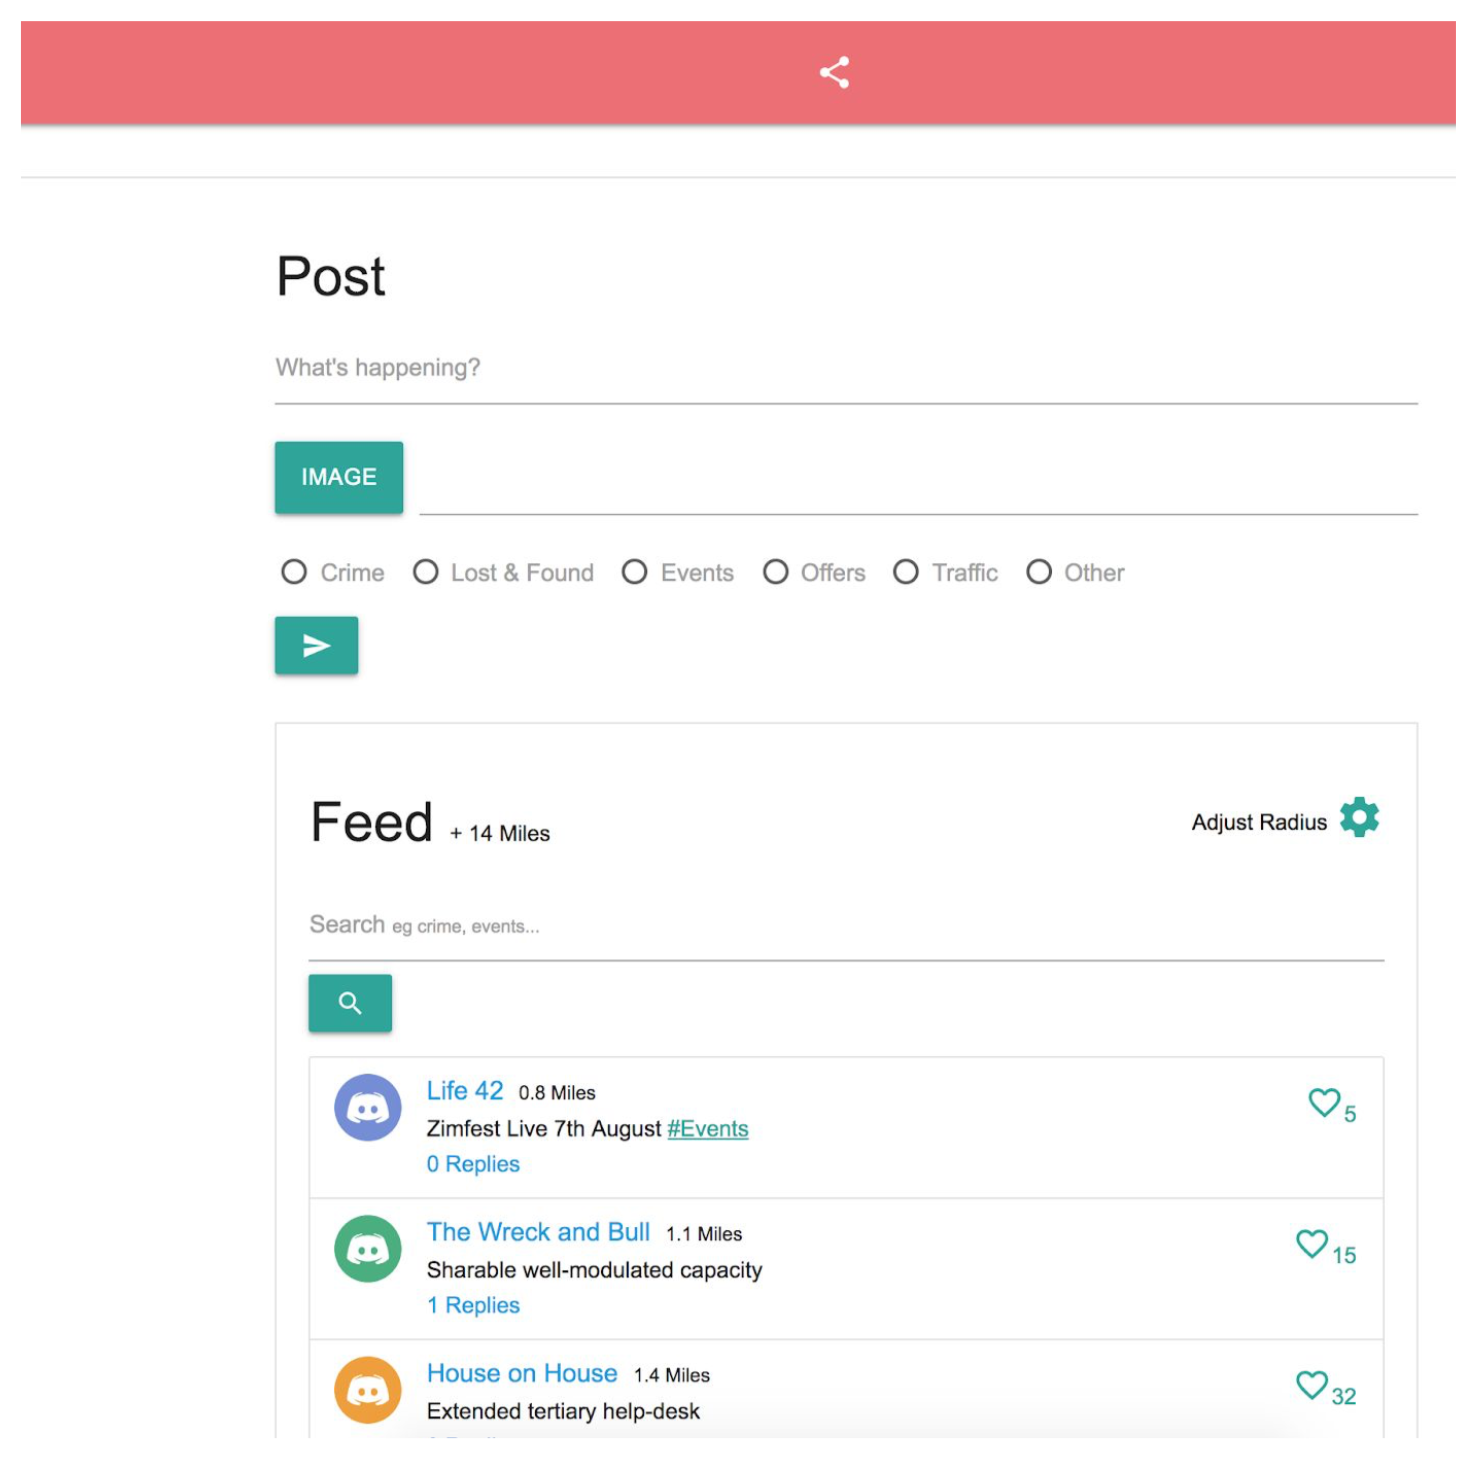 Post
What's happening?
IMAGE
Crime Lost & Found Events Offers Traffic Other
Feed + 14 Miles Adjust Radius
Search eg crime, events...
Life 42 0.8 Miles
5
Zimfest Live 7th August #Events
0 Replies
The Wreck and Bull 1.1 Miles
15
Sharable well-modulated capacity
1 Replies
House on House 1.4 Miles
32
Extended tertiary help-desk